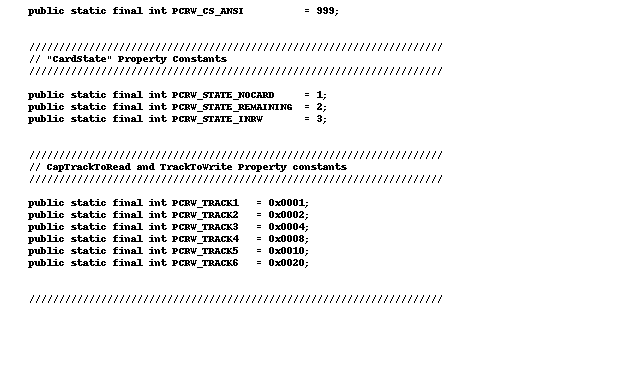 public static final int PCRW_CS_ANSI          = 999;
//////////////////////////////////////////////////////////////////////
// "CardState" Property Constants
//////////////////////////////////////////////////////////////////////
public static final int PCRW_STATE_NOCARD     = 1;
public static final int PCRW_STATE_REMAINING  = 2;
public static final int PCRW_STATE_INRW       = 3;
//////////////////////////////////////////////////////////////////////
// CapTrackToRead and TrackToWrite Property constants
//////////////////////////////////////////////////////////////////////
public static final int PCRW_TRACK1   = 0x0001;
public static final int PCRW_TRACK2   = 0x0002;
public static final int PCRW_TRACK3   = 0x0004;
public static final int PCRW_TRACK4   = 0x0008;
public static final int PCRW_TRACK5   = 0x0010;
public static final int PCRW_TRACK6   = 0x0020;
//////////////////////////////////////////////////////////////////////